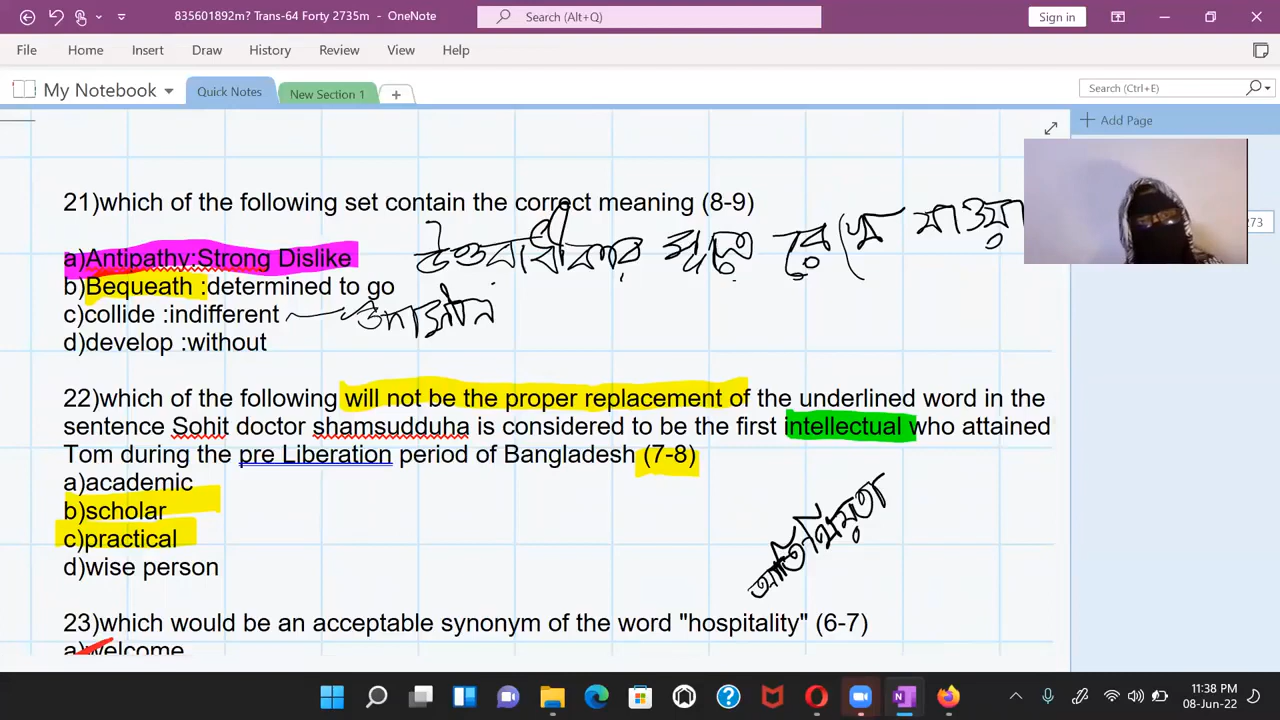 835601892m? Trans-64 Forty 2735m - OneNote
Search (Alt+Q)
Sign in
File Home Insert Draw History Review View Help
My Notebook
Quick Notes
New Section 1
Search (Ctrl+E)
Add Page
273
21)which of the following set contain the correct meaning (8-9)
a)Antipathy:Strong Dislike
উত্তরাধীকার সূত্রে রেখে যাওয়া
b)Bequeath :determined to go
c)collide :indifferent
উদাসীন
d)develop :without
22)which of the following will not be the proper replacement of the underlined word in the
sentence Sohit doctor shamsudduha is considered to be the first intellectual who attained
Tom during the pre Liberation period of Bangladesh (7-8)
a)academic
b)scholar
c)practical
d)wise person
আতিথিয়তা
23)which would be an acceptable synonym of the word "hospitality" (6-7)
a)welcome
11:38 PM
08-Jun-22